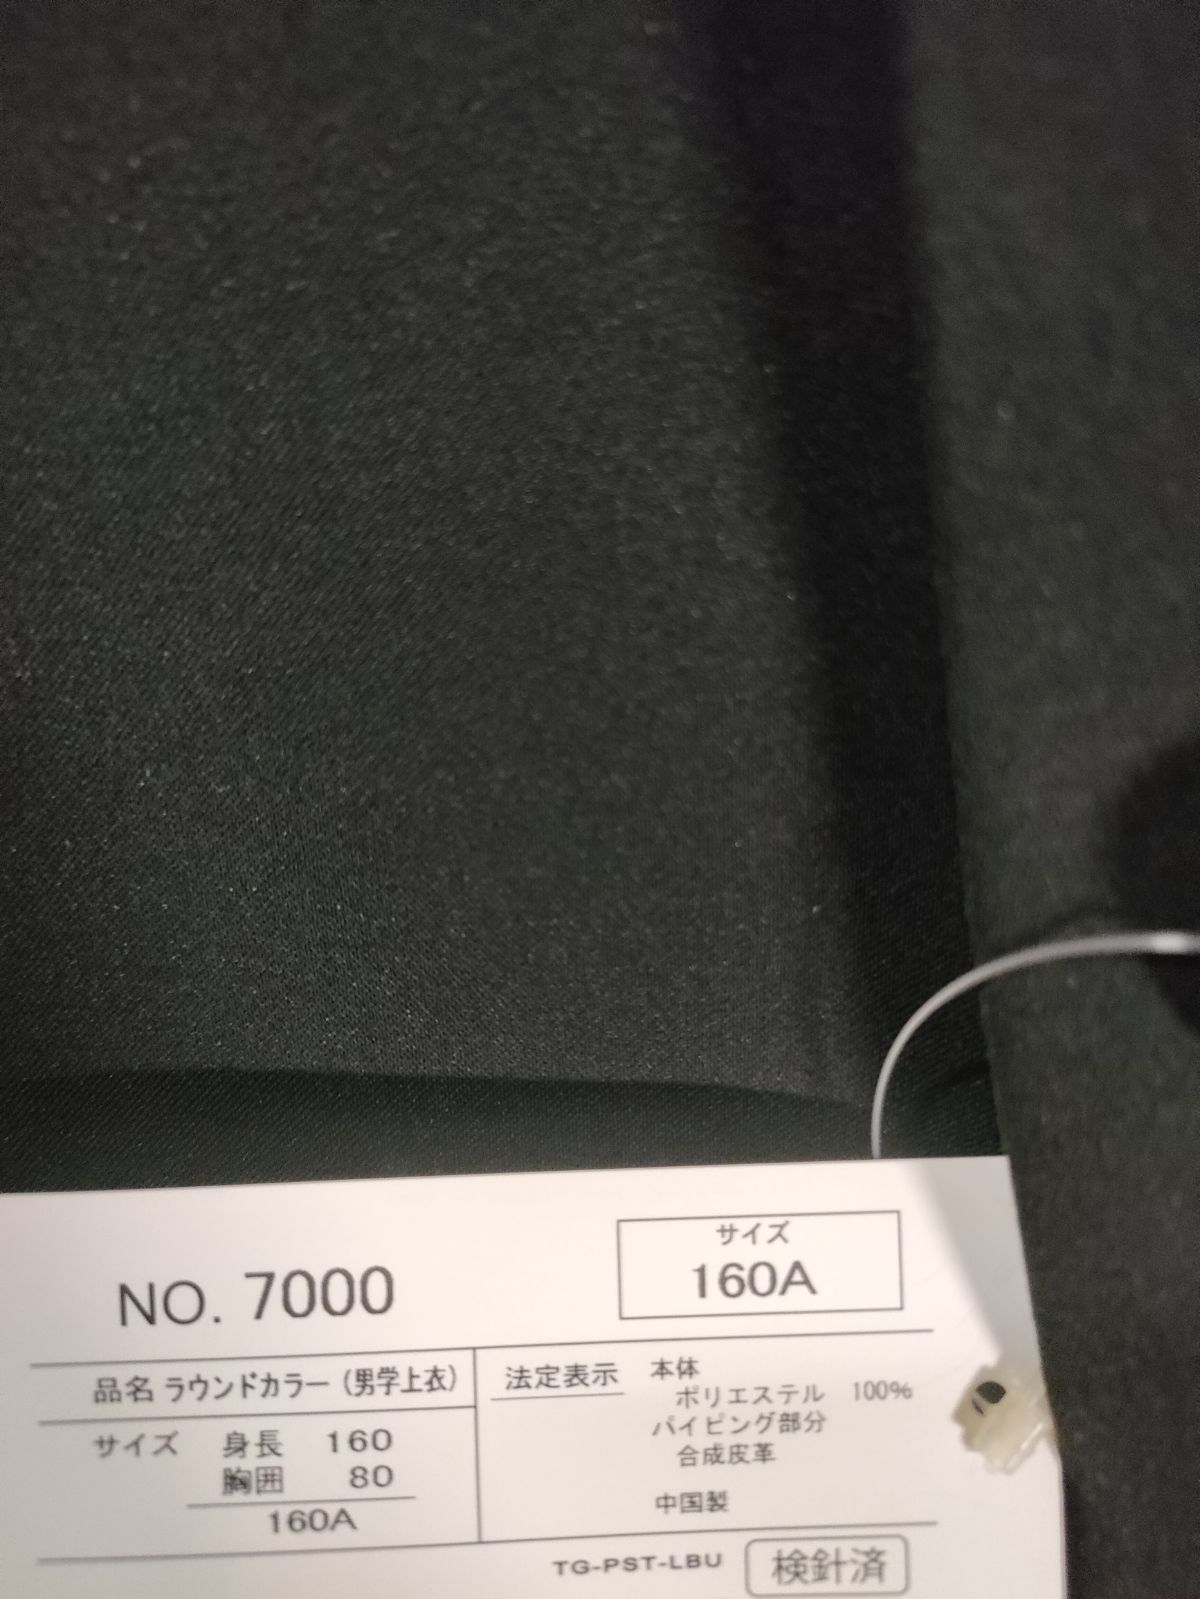 NO. 7000
サイズ
160A
品名 ラウンドカラー (男学上衣)
サイズ 身長 160
胸囲 80
160A
法定表示 本体
ポリエステル 100%
パイピング部分
合成皮革
中国製
TG-PST-LBU
検針済